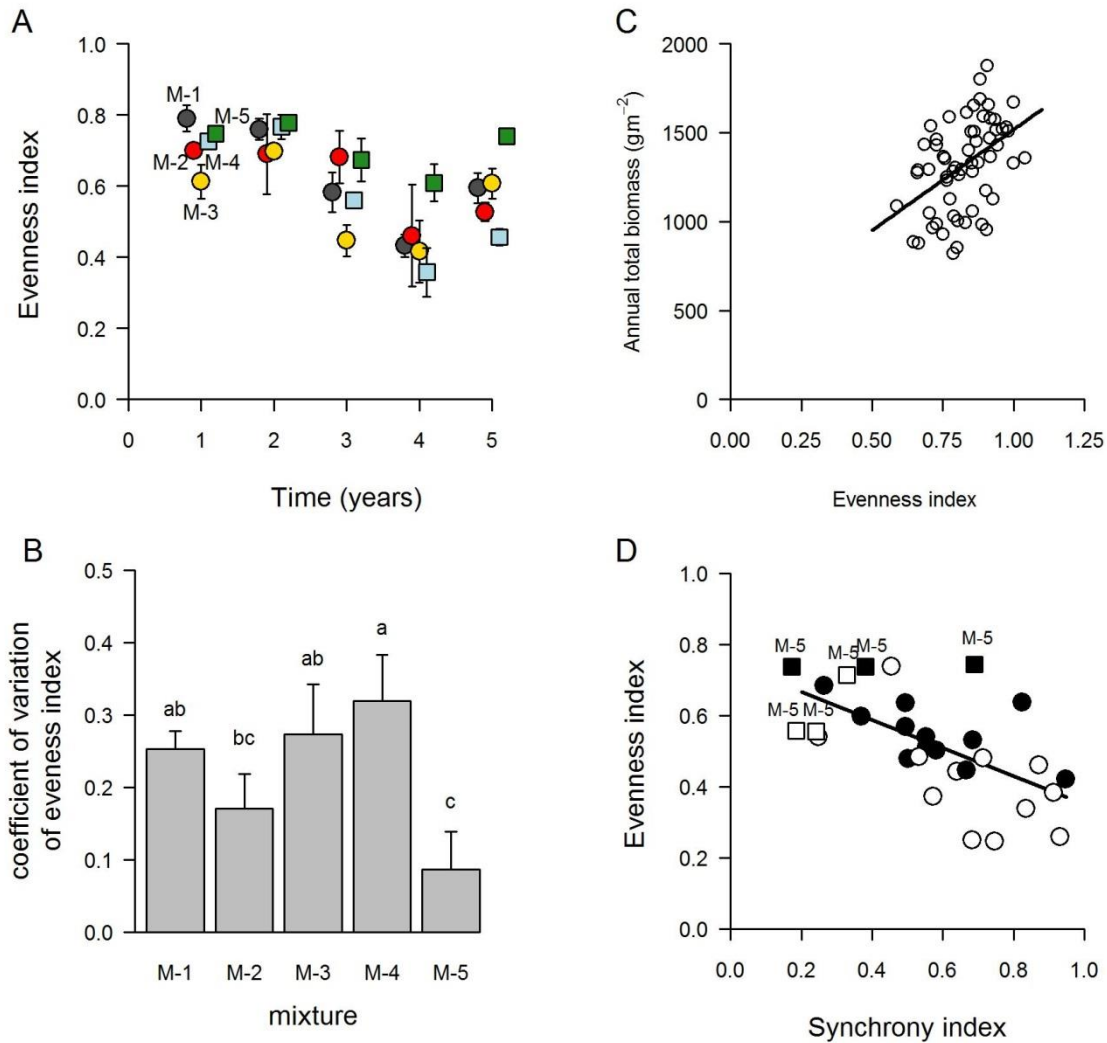 A
1.0
0.8
0.6
0.4
0.2
0.0
Evenness index
M-1
M-5
M-2
M-4
M-3
0
1
2
3
4
5
Time (years)
C
2000
1500
1000
500
0
Annual total biomass (gm−2)
0.00
0.25
0.50
0.75
1.00
1.25
Evenness index
B
0.5
0.4
0.3
0.2
0.1
0.0
coefficient of variation
of eveness index
ab
bc
ab
a
c
M-1
M-2
M-3
M-4
M-5
mixture
D
1.0
0.8
0.6
0.4
0.2
0.0
Evenness index
M-5
M-5
M-5
M-5
M-5
M-5
0.0
0.2
0.4
0.6
0.8
1.0
Synchrony index